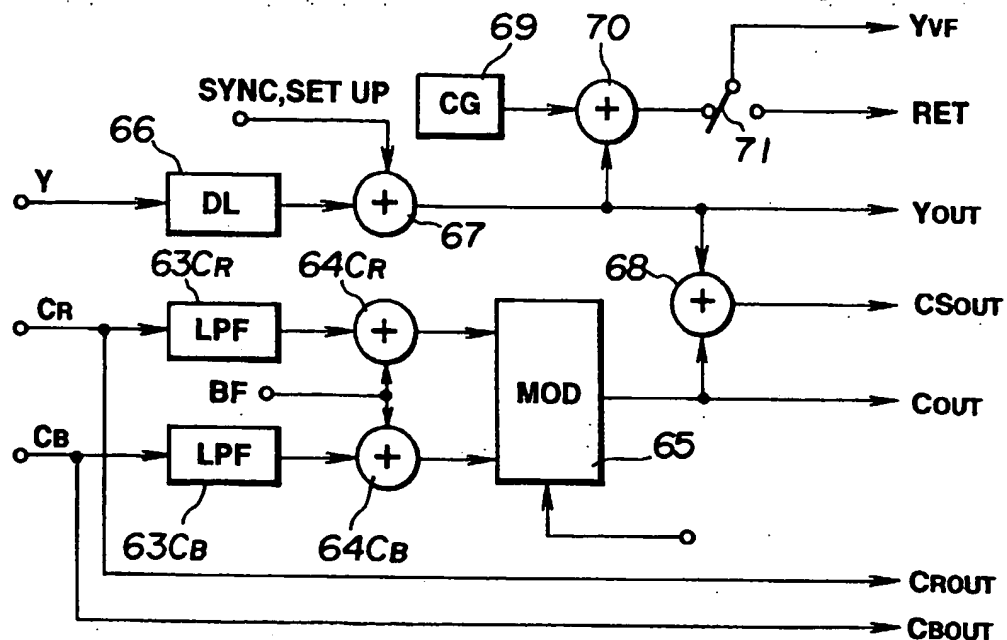 69
70
YVF
SYNC,SET UP
CG
RET
71
66
Y
DL
67
YOUT
63CR
64CR
68
CR
LPF
CSOUT
BF
MOD
COUT
CB
LPF
65
63CB
64CB
CROUT
CBOUT